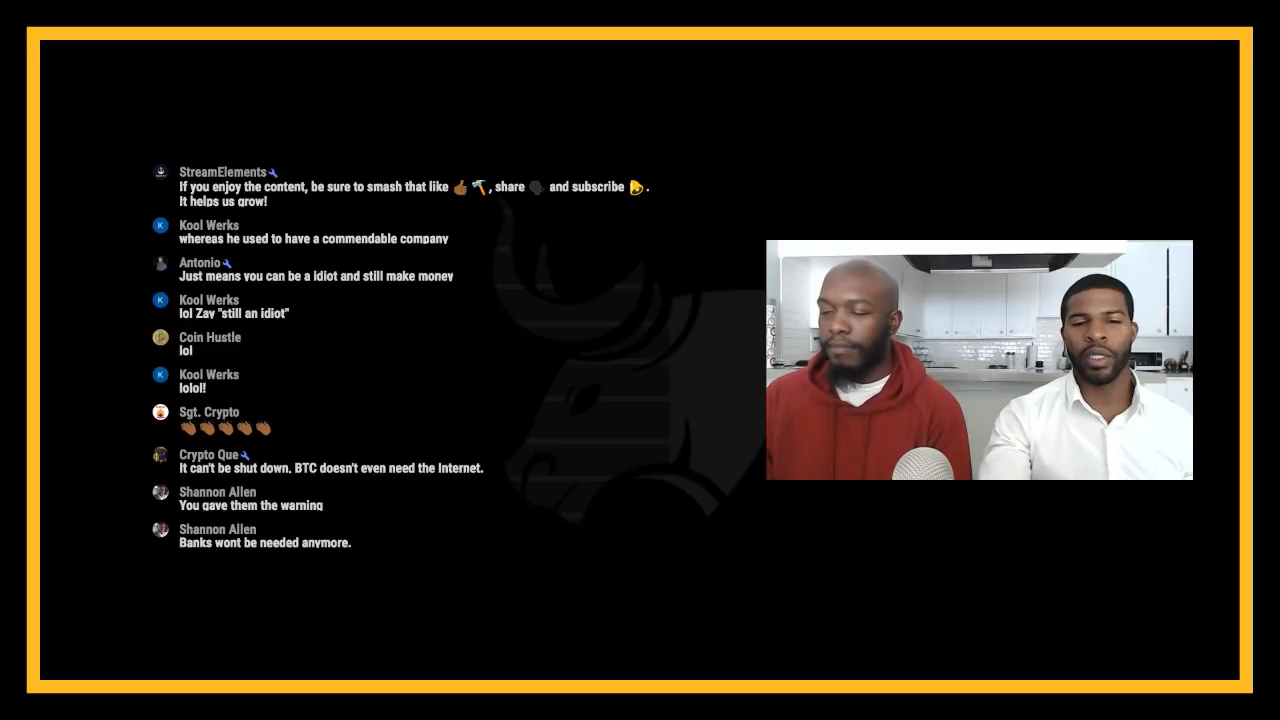 StreamElements
If you enjoy the content, be sure to smash that like 👍🏾 🔨, share 🗣 and subscribe 🔔.
It helps us grow!
Kool Werks
whereas he used to have a commendable company
Antonio
Just means you can be a idiot and still make money
Kool Werks
lol Zay "still an idiot"
Coin Hustle
lol
Kool Werks
lolol!
Sgt. Crypto
👏🏾👏🏾👏🏾👏🏾👏🏾
Crypto Que
It can't be shut down. BTC doesn't even need the Internet.
Shannon Allen
You gave them the warning
Shannon Allen
Banks wont be needed anymore.
K
K
K